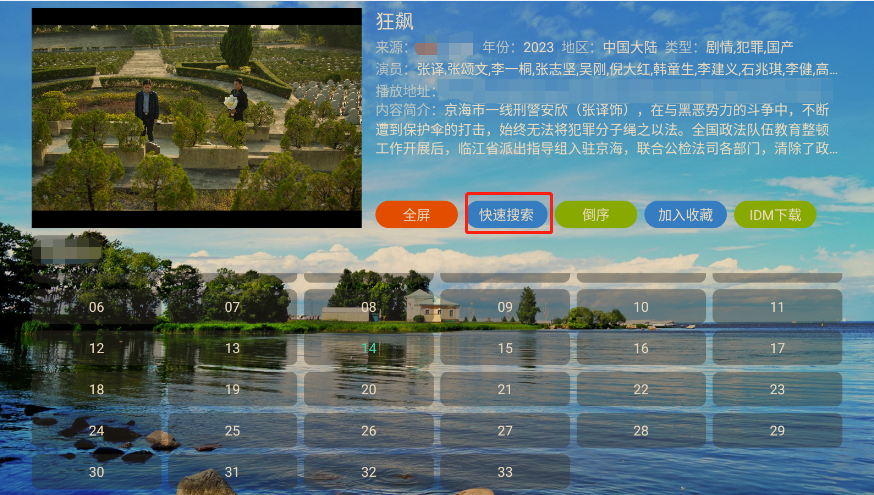 狂飙
来源： 年份：2023 地区：中国大陆 类型：剧情,犯罪,国产
演员：张译,张颂文,李一桐,张志坚,吴刚,倪大红,韩童生,李建义,石兆琪,李健,高...
播放地址：
内容简介：京海市一线刑警安欣（张译饰），在与黑恶势力的斗争中，不断
遭到保护伞的打击，始终无法将犯罪分子绳之以法。全国政法队伍教育整顿
工作开展后，临江省派出指导组入驻京海，联合公检法司各部门，清除了政...
全屏 快速搜索 倒序 加入收藏 IDM下载
06 07 08 09 10 11
12 13 14 15 16 17
18 19 20 21 22 23
24 25 26 27 28 29
30 31 32 33